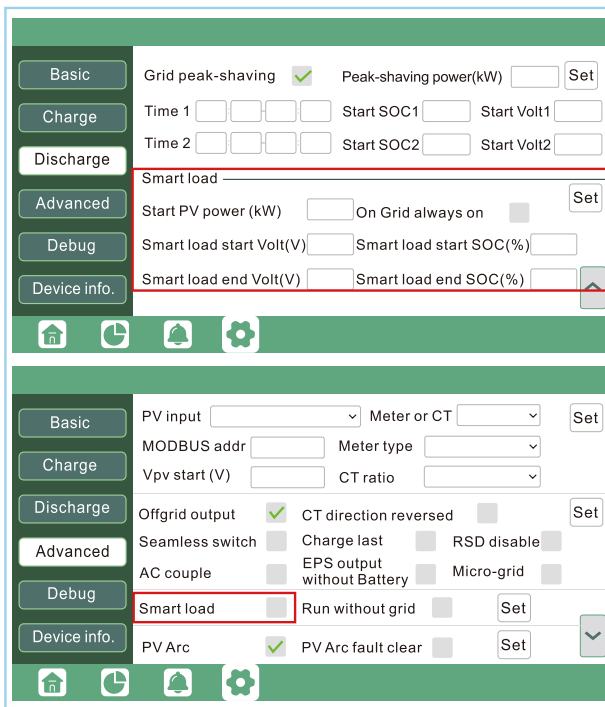 Basic
Grid peak-shaving Peak-shaving power(kW) Set
Charge
Time 1 Start SOC1 Start Volt1
Time 2 Start SOC2 Start Volt2
Discharge
Smart load
Advanced
Set
Start PV power (kW) On Grid always on
Debug
Smart load start Volt(V) Smart load start SOC(%)
Device info.
Smart load end Volt(V) Smart load end SOC(%)
Basic
PV input Meter or CT Set
MODBUS addr Meter type
Charge
Vpv start (V) CT ratio
Discharge
Offgrid output CT direction reversed Set
Advanced
Seamless switch Charge last RSD disable
AC couple EPS output without Battery Micro-grid
Debug
Smart load Run without grid Set
Device info.
PV Arc PV Arc fault clear Set